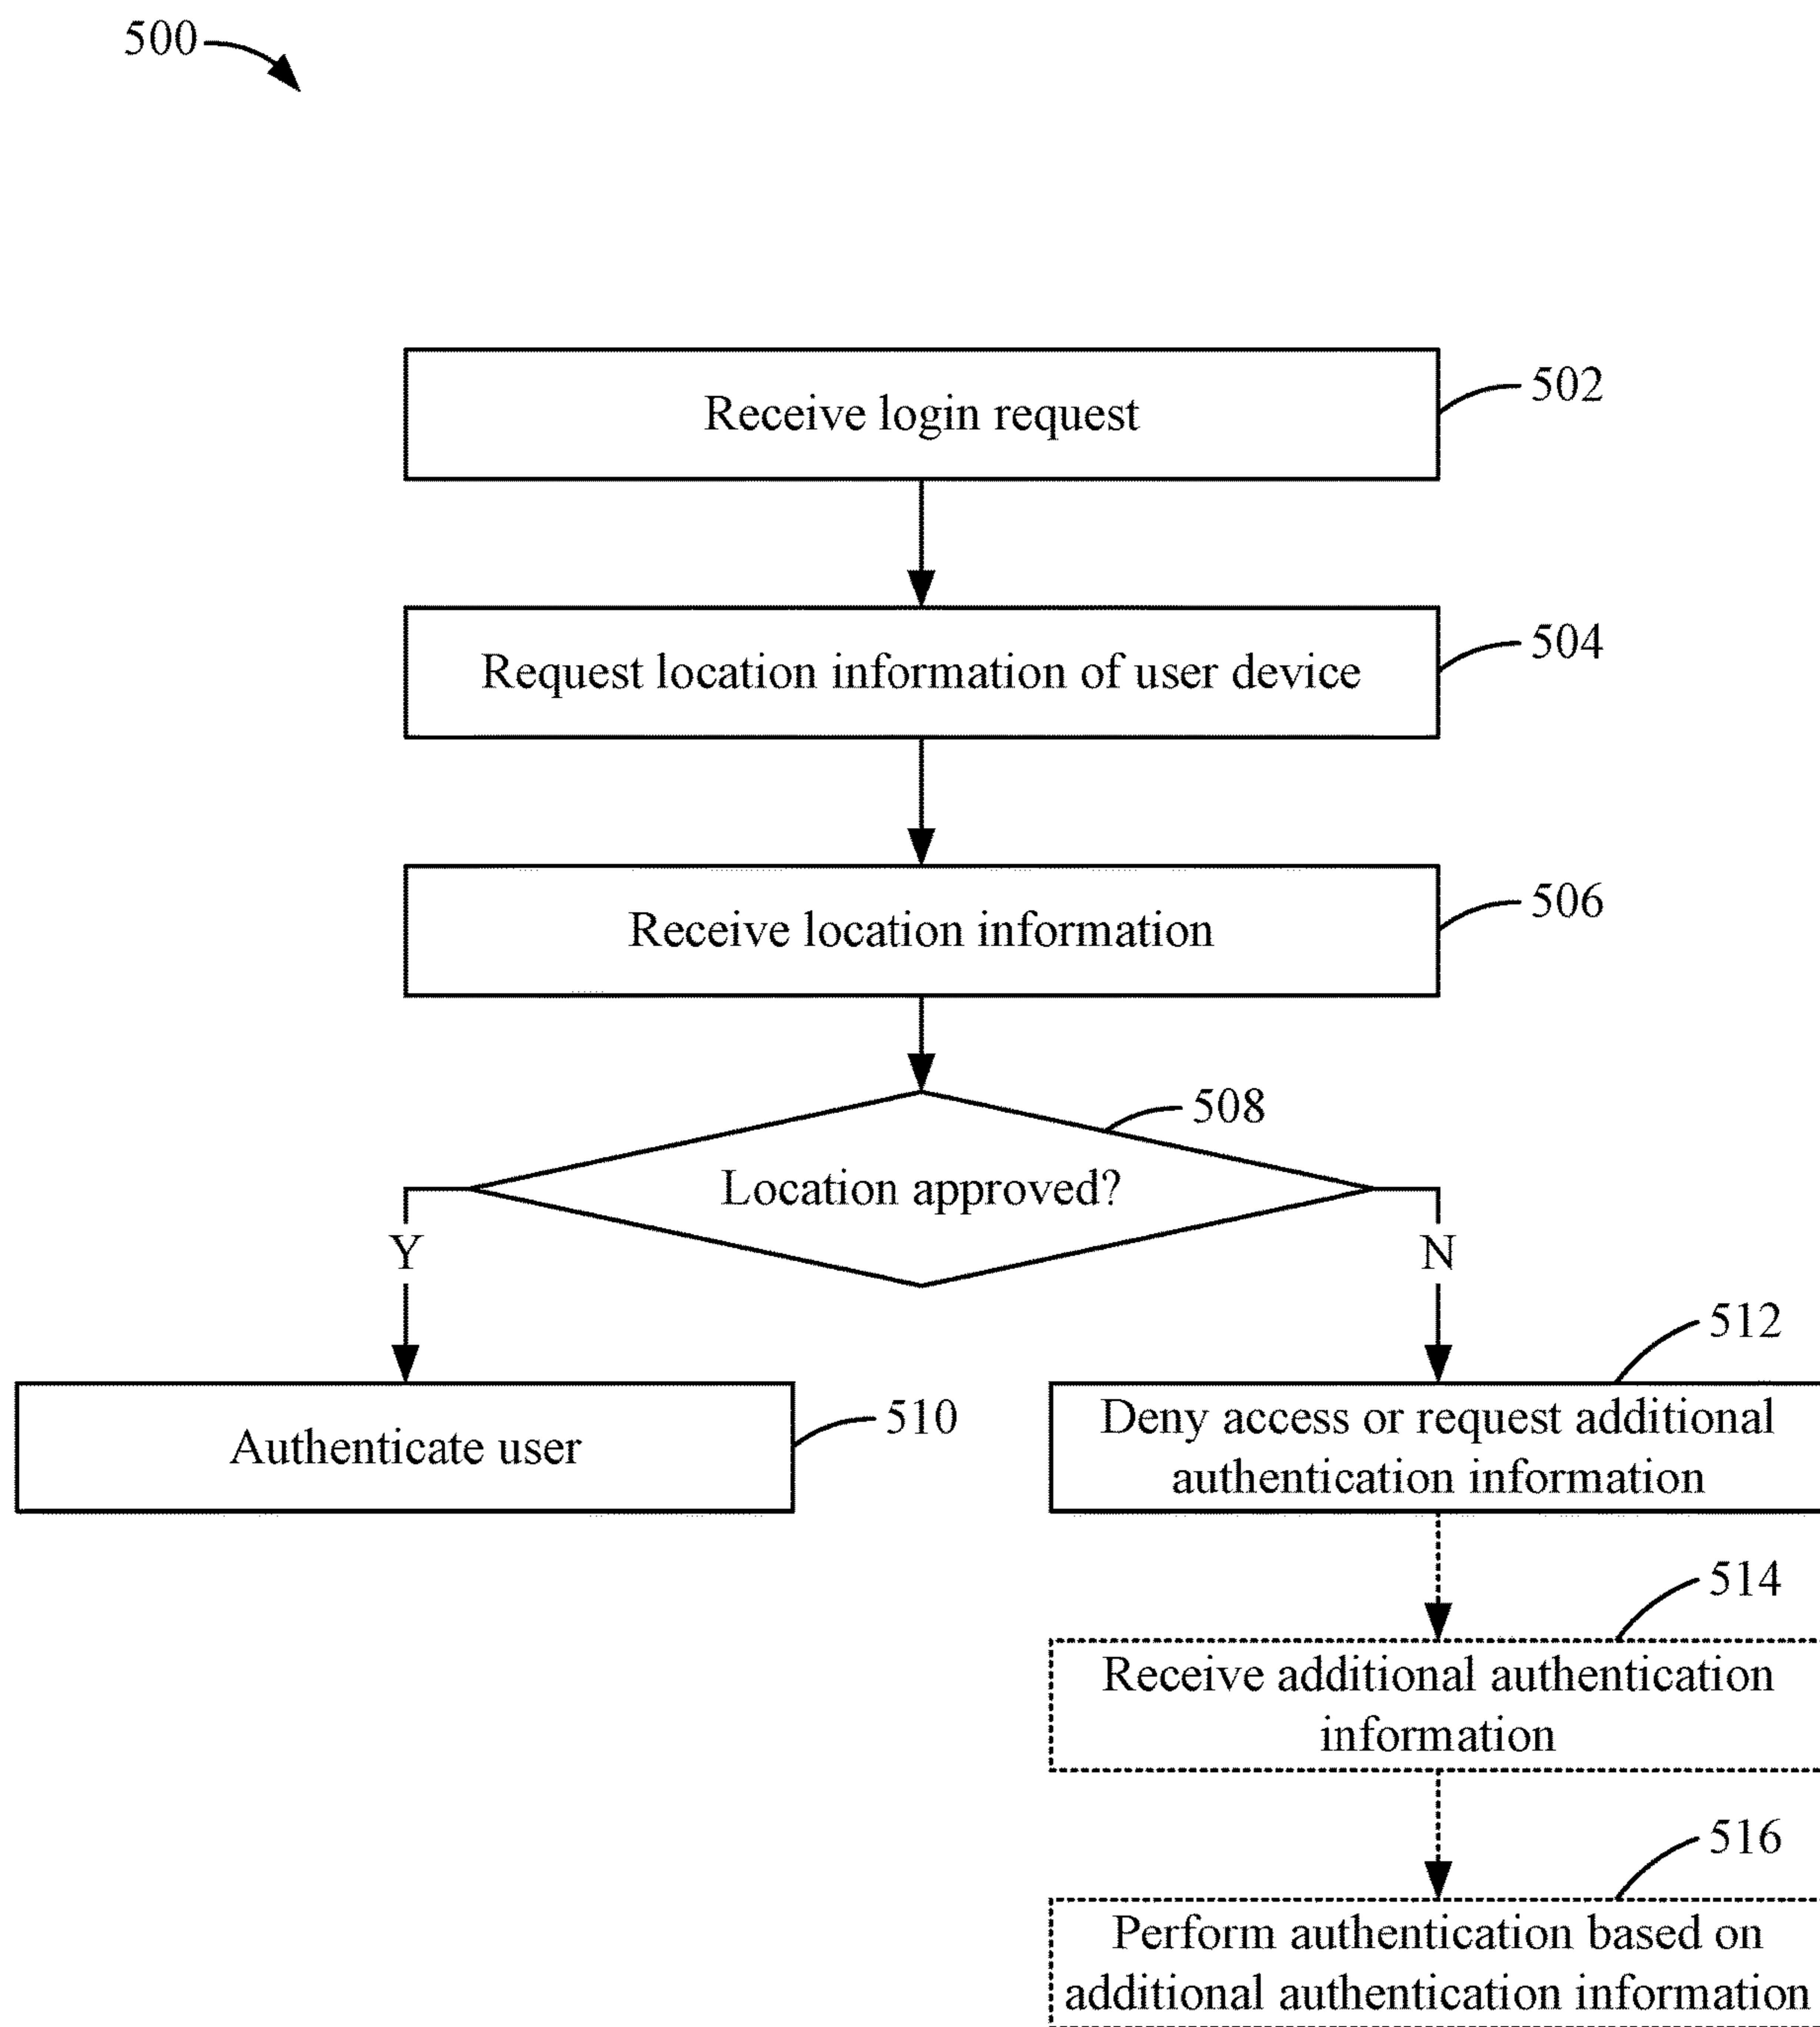 500
Receive login request
502
Request location information of user device
504
Receive location information
506
508
Location approved?
Y
N
512
Authenticate user
510
Deny access or request additional
authentication information
514
Receive additional authentication
information
516
Perform authentication based on
additional authentication information